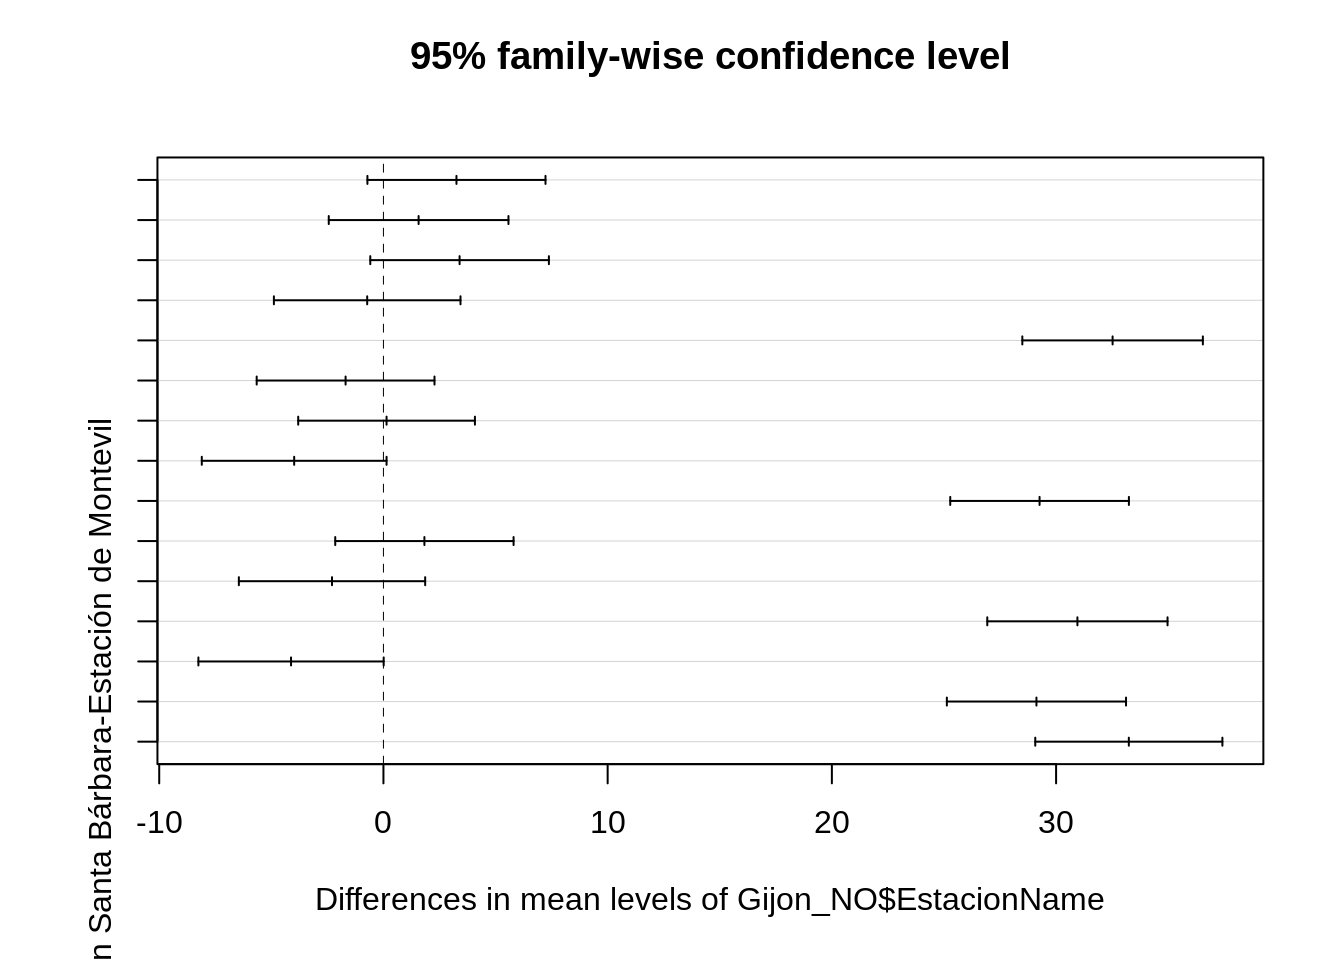 95% family-wise confidence level
Santa Bárbara-Estación de Montevil
-10 0 10 20 30
Differences in mean levels of Gijon_NO$EstacionName